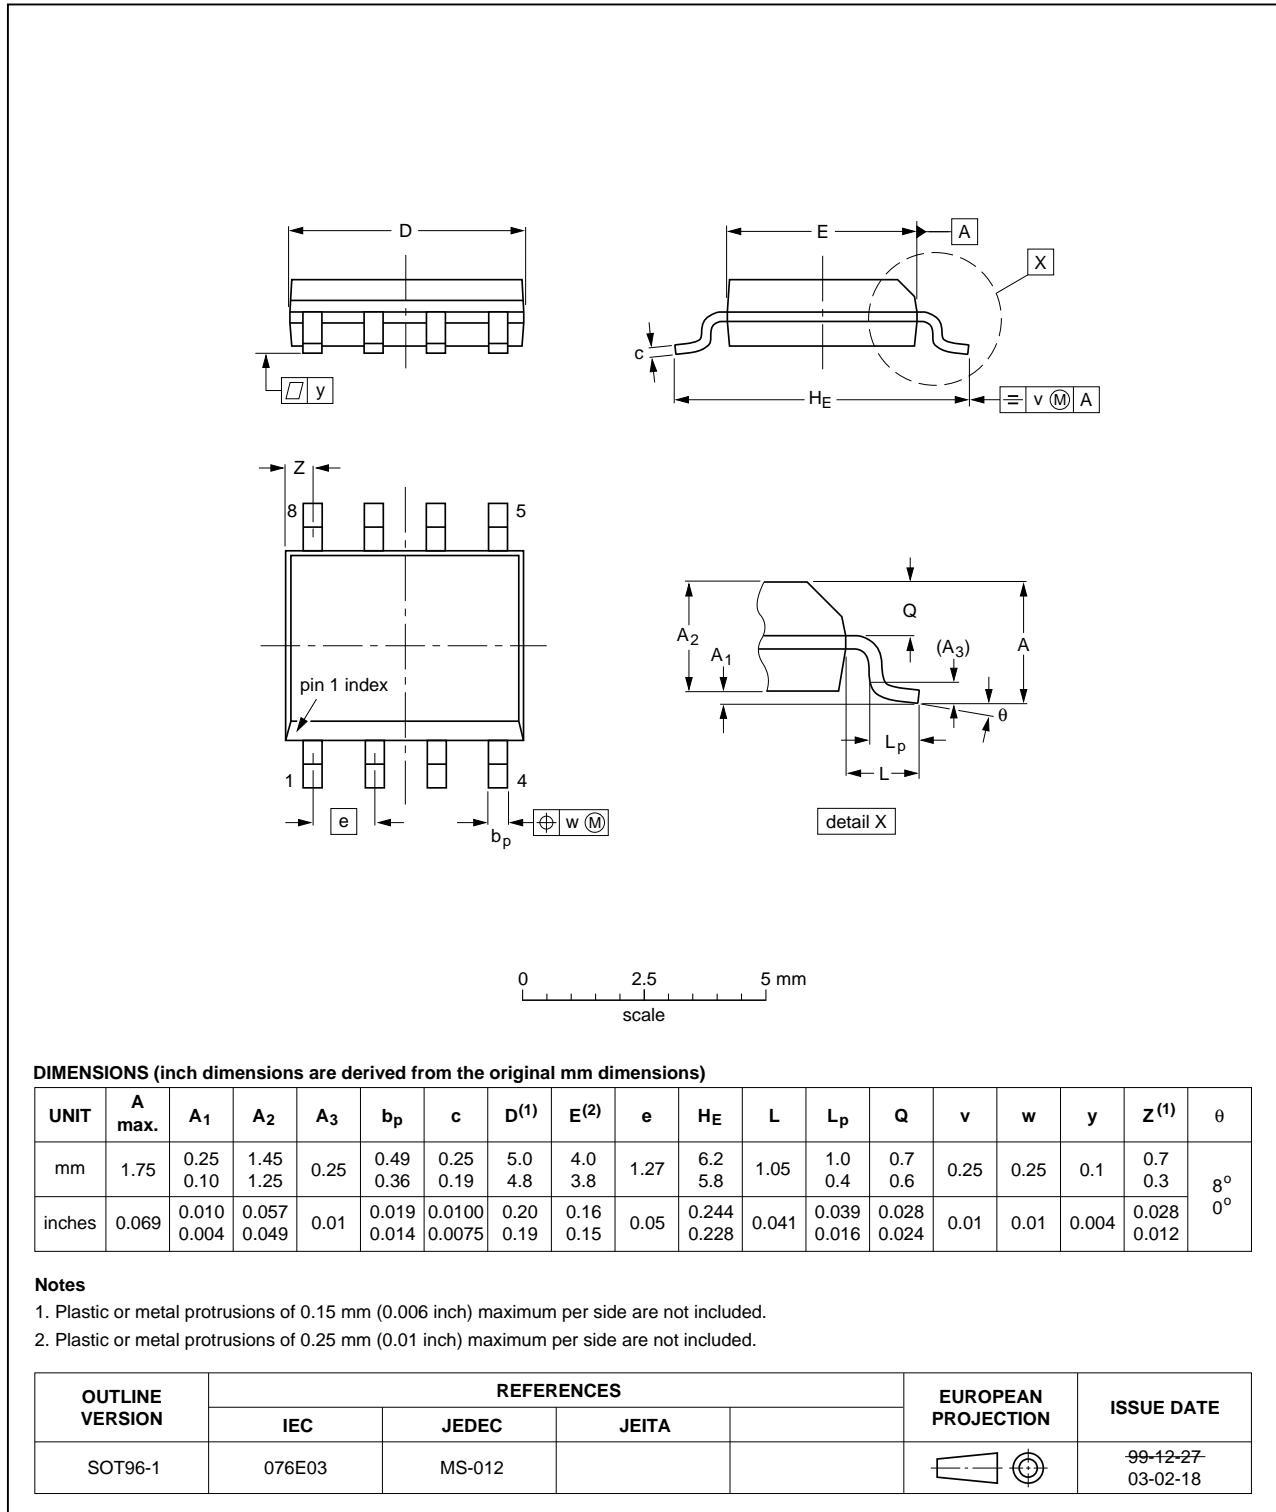 D
E
A
X
c
y
HE
v M A
Z
8
5
pin 1 index
1
4
e
bp
w M
A2
A1
Q
(A3)
A
θ
Lp
L
detail X
0 2.5 5 mm
scale
DIMENSIONS (inch dimensions are derived from the original mm dimensions)
UNIT A max. A1 A2 A3 bp c D(1) E(2) e HE L Lp Q v w y Z(1) θ
mm 1.75 0.25 0.10 1.45 1.25 0.25 0.49 0.36 0.25 0.19 5.0 4.8 4.0 3.8 1.27 6.2 5.8 1.05 1.0 0.4 0.7 0.6 0.25 0.25 0.1 0.7 0.3 8° 0°
inches 0.069 0.010 0.004 0.057 0.049 0.01 0.019 0.014 0.0100 0.0075 0.20 0.19 0.16 0.15 0.05 0.244 0.228 0.041 0.039 0.016 0.028 0.024 0.01 0.01 0.004 0.028 0.012
Notes
1. Plastic or metal protrusions of 0.15 mm (0.006 inch) maximum per side are not included.
2. Plastic or metal protrusions of 0.25 mm (0.01 inch) maximum per side are not included.
OUTLINE VERSION REFERENCES EUROPEAN PROJECTION ISSUE DATE
IEC JEDEC JEITA
SOT96-1 076E03 MS-012 99-12-27
03-02-18